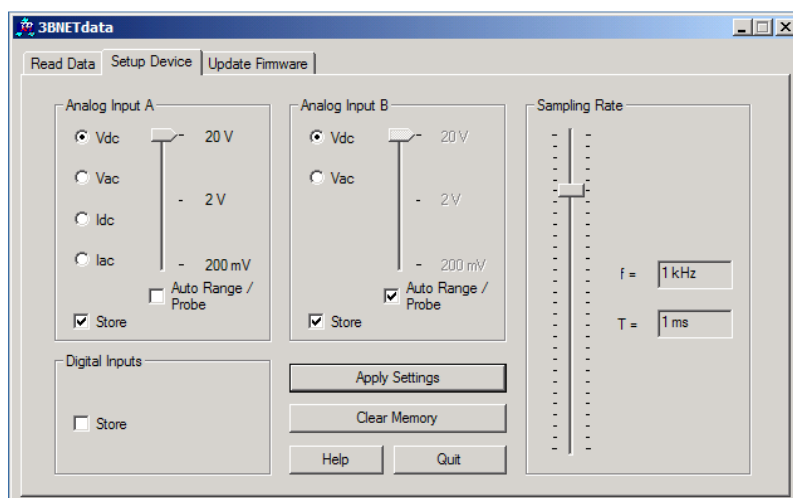 3BNETdata
Read Data
Setup Device
Update Firmware
Analog Input A
Vdc
20 V
Vac
2 V
Idc
Iac
200 mV
Auto Range /
Probe
Store
Analog Input B
Vdc
20 V
Vac
2 V
200 mV
Auto Range /
Probe
Store
Sampling Rate
f =
1 kHz
T =
1 ms
Digital Inputs
Store
Apply Settings
Clear Memory
Help
Quit